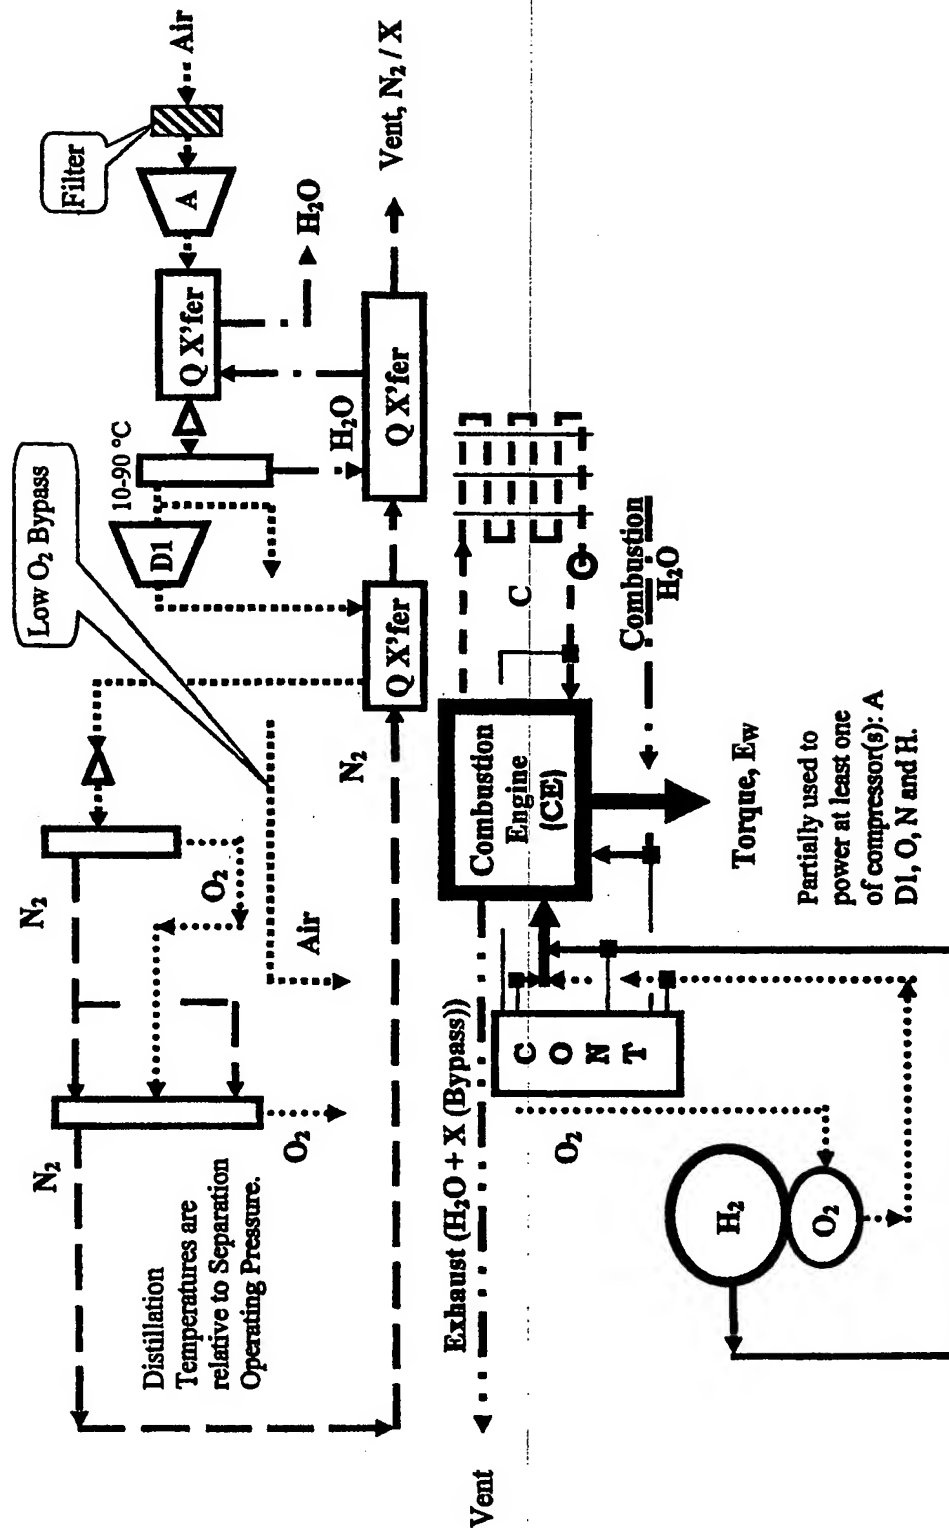 Air
Filter
A
Q X'fer
H₂O
Vent, N₂ / X
10-90 °C
H₂O
Q X'fer
D1
Low O₂ Bypass
Q X'fer
N₂
N₂
O₂
Air
N₂
O₂
Distillation
Temperatures are
relative to Separation
Operating Pressure.
C
Combustion
H₂O
Combustion
Engine
(CE)
Torque, Ew
Partially used to
power at least one
of compressor(s): A
D1, O, N and H.
Exhaust (H₂O + X (Bypass))
C
O
N
T
O₂
H₂
O₂
Vent